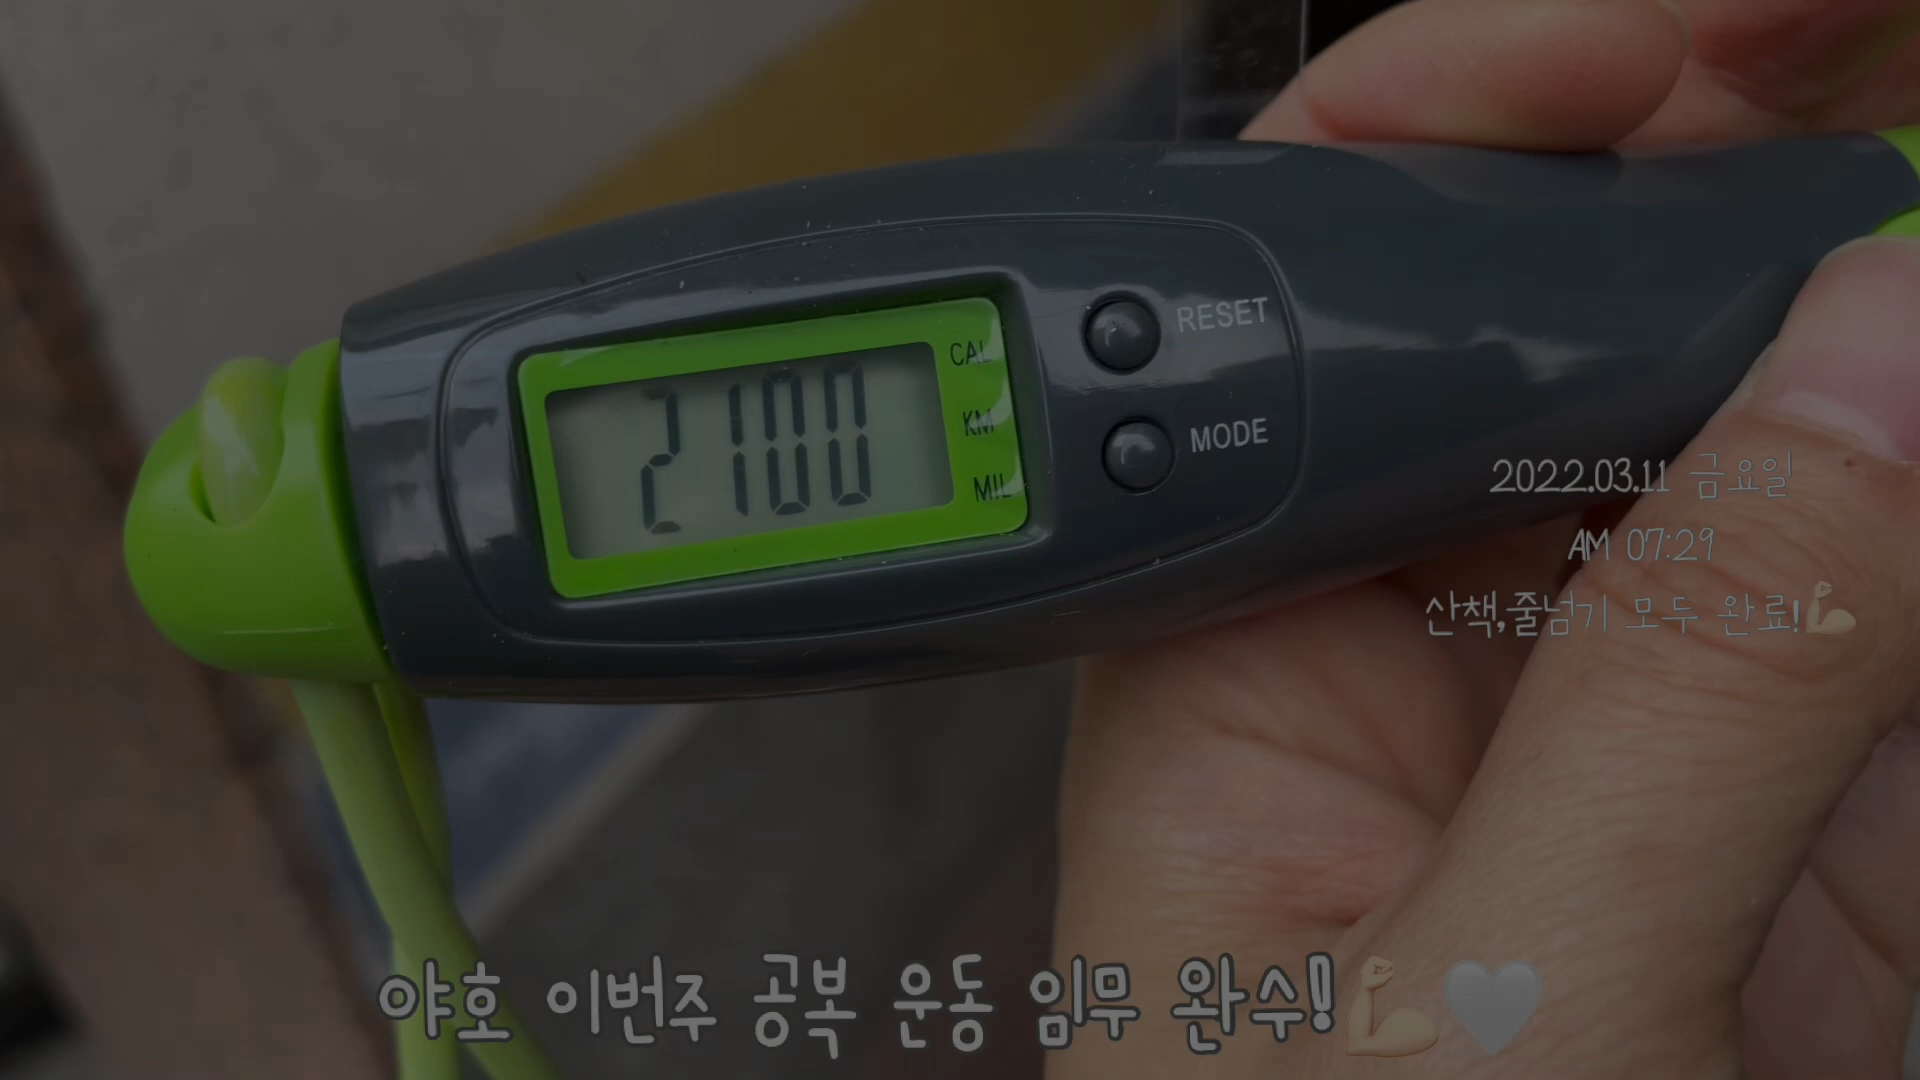 2100
CAL
KM
MIL
RESET
MODE
2022.03.11 금요일
AM 07:29
산책,줄넘기 모두 완료!💪🏻
야호 이번주 공복 운동 임무 완수!💪🏻🤍